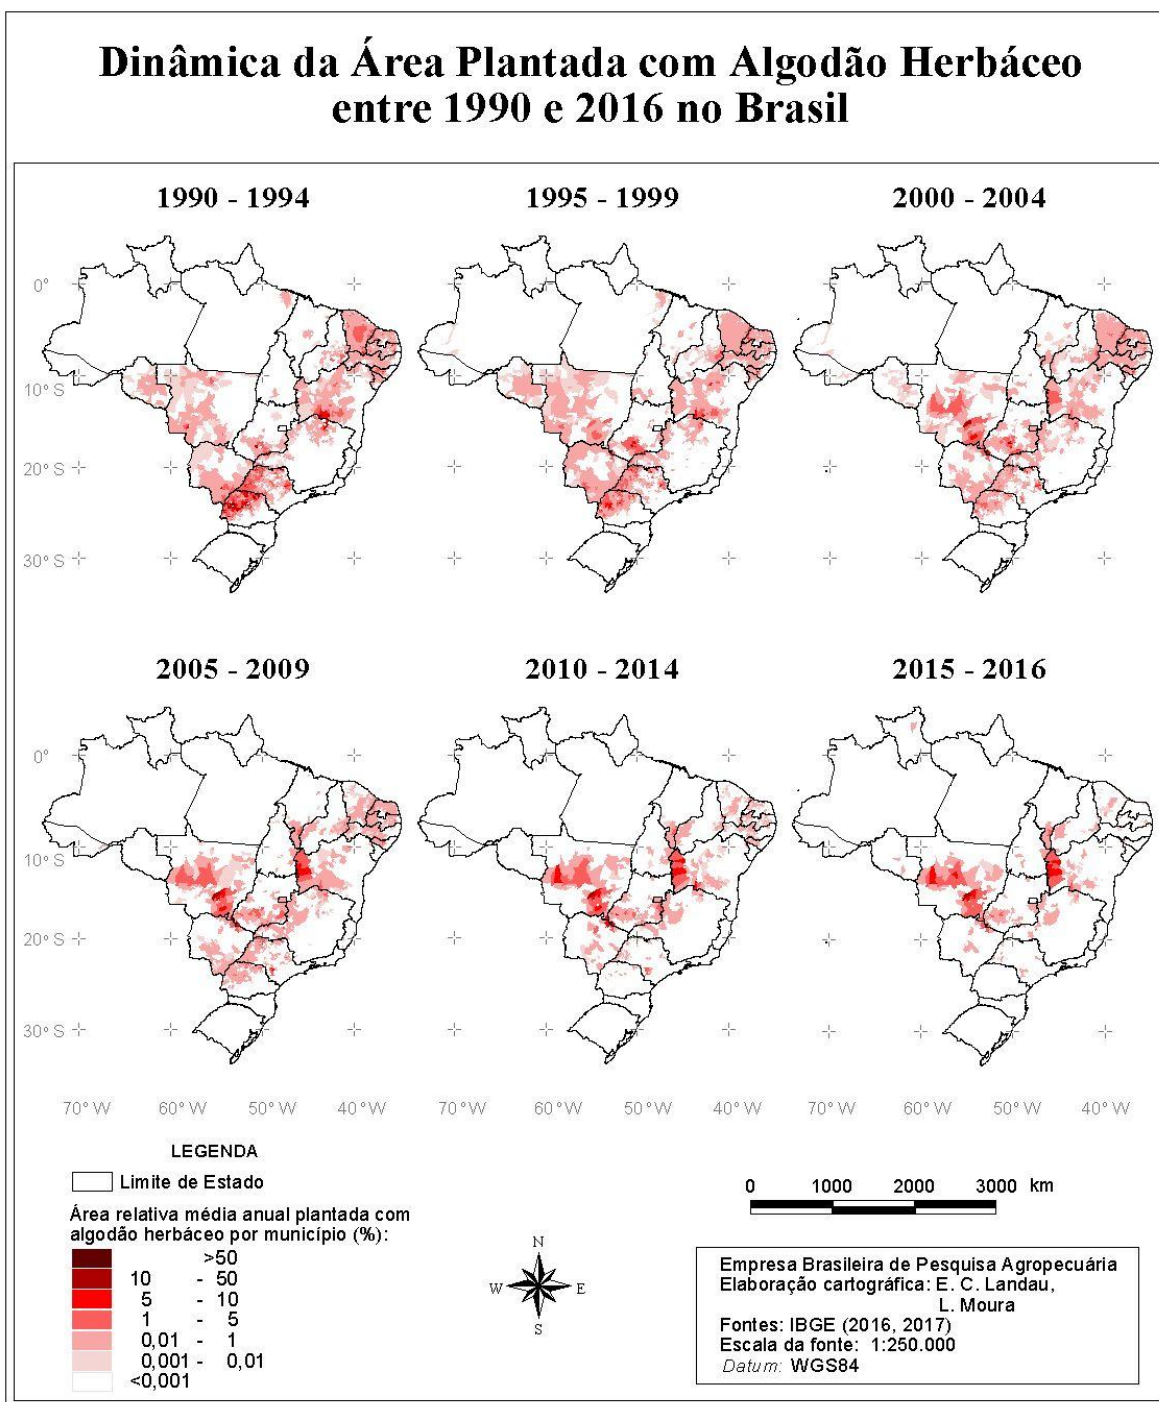 Dinâmica da Área Plantada com Algodão Herbáceo
entre 1990 e 2016 no Brasil
1990 - 1994
1995 - 1999
2000 - 2004
0°
10° S
20° S
30° S
2005 - 2009
2010 - 2014
2015 - 2016
0°
10° S
20° S
30° S
70° W 60° W 50° W 40° W 70° W 60° W 50° W 40° W 70° W 60° W 50° W 40° W
LEGENDA
Limite de Estado
Área relativa média anual plantada com
algodão herbáceo por município (%):
>50
10 - 50
5 - 10
1 - 5
0,01 - 1
0,001 - 0,01
<0,001
N
W E
S
0 1000 2000 3000 km
Empresa Brasileira de Pesquisa Agropecuária
Elaboração cartográfica: E. C. Landau,
L. Moura
Fontes: IBGE (2016, 2017)
Escala da fonte: 1:250.000
Datum: WGS84